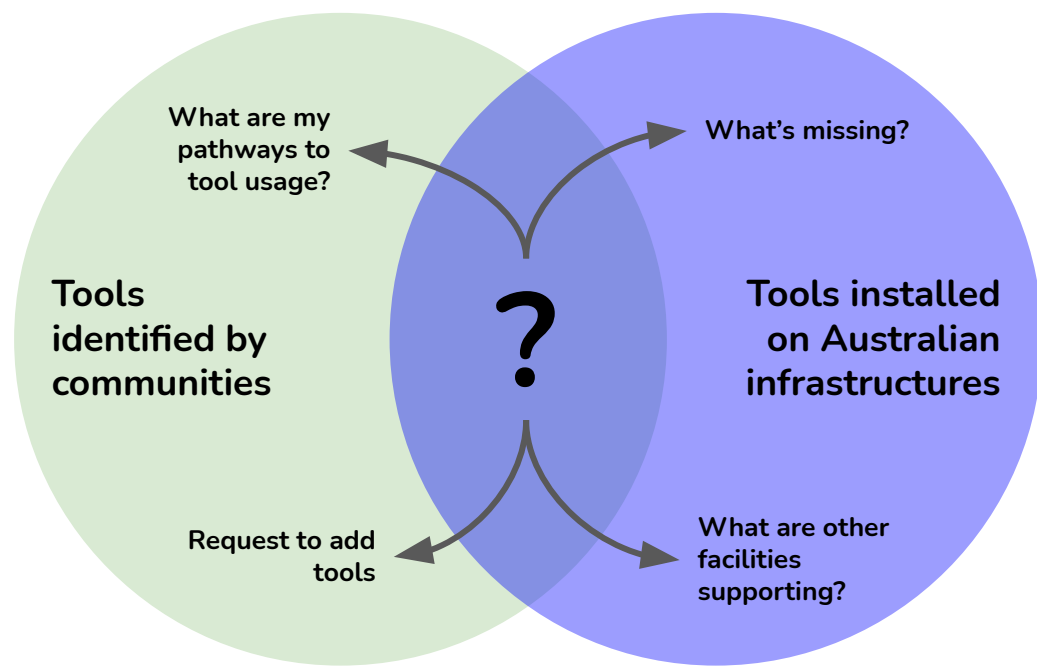 What are my
pathways to
tool usage?
What's missing?
Tools
identified by
communities
?
Tools installed
on Australian
infrastructures
Request to add
tools
What are other
facilities
supporting?